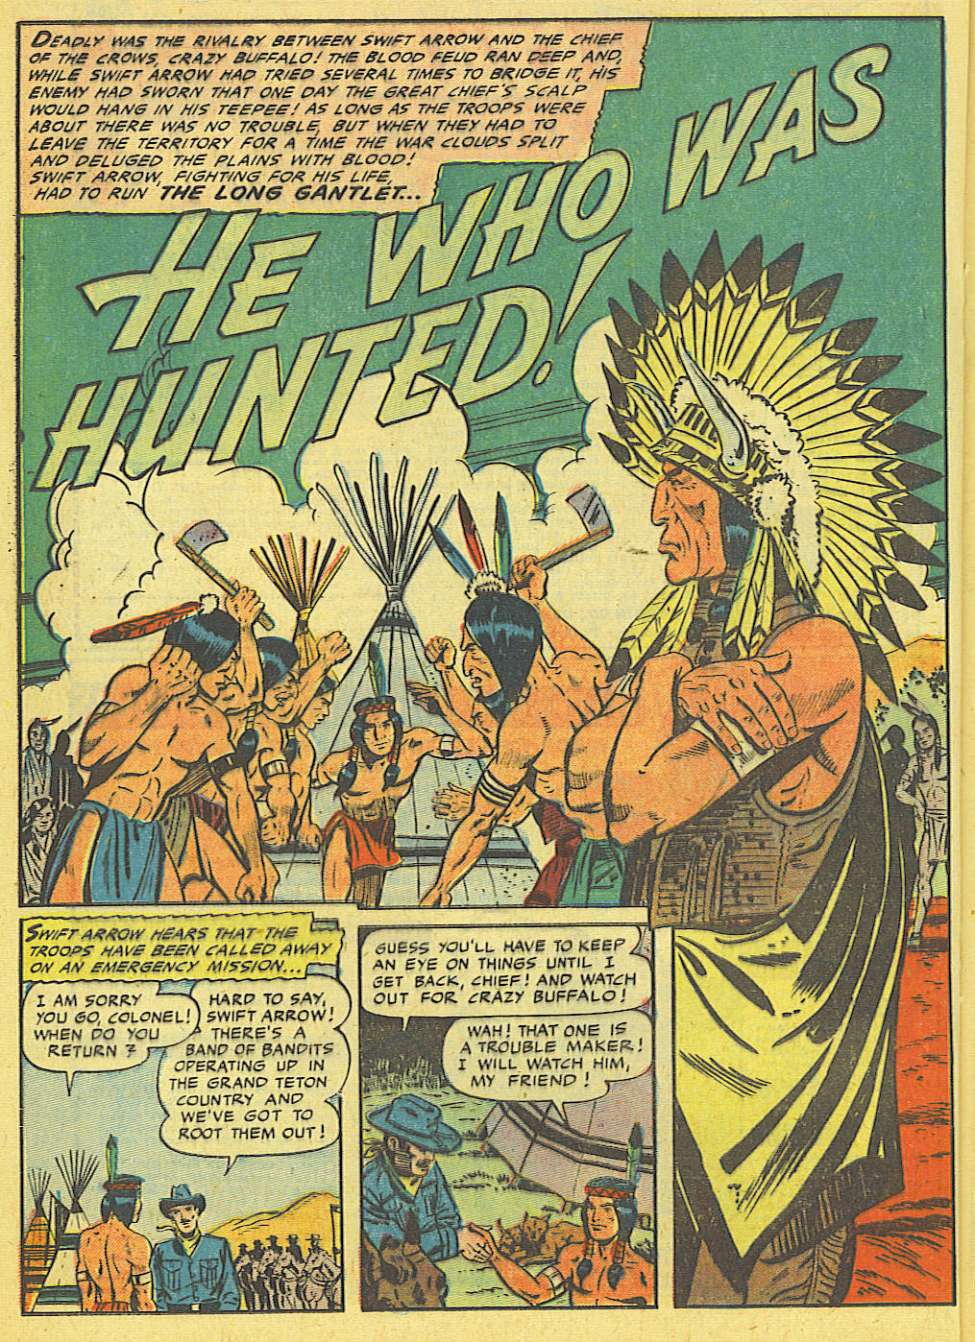 DEADLY WAS THE RIVALRY BETWEEN SWIFT ARROW AND THE CHIEF
OF THE CROWS, CRAZY BUFFALO! THE BLOOD FEUD RAN DEEP AND,
WHILE SWIFT ARROW HAD TRIED SEVERAL TIMES TO BRIDGE IT, HIS
ENEMY HAD SWORN THAT ONE DAY THE GREAT CHIEF'S SCALP
WOULD HANG IN HIS TEEPEE! AS LONG AS THE TROOPS WERE
ABOUT THERE WAS NO TROUBLE, BUT WHEN THEY HAD TO
LEAVE THE TERRITORY FOR A TIME THE WAR CLOUDS SPLIT
AND DELUGED THE PLAINS WITH BLOOD!
SWIFT ARROW, FIGHTING FOR HIS LIFE,
HAD TO RUN THE LONG GANTLET...
HE WHO WAS
HUNTED!
SWIFT ARROW HEARS THAT THE
TROOPS HAVE BEEN CALLED AWAY
ON AN EMERGENCY MISSION...
I AM SORRY
YOU GO, COLONEL!
WHEN DO YOU
RETURN?
HARD TO SAY,
SWIFT ARROW!
THERE'S A
BAND OF BANDITS
OPERATING UP IN
THE GRAND TETON
COUNTRY AND
WE'VE GOT TO
ROOT THEM OUT!
GUESS YOU'LL HAVE TO KEEP
AN EYE ON THINGS UNTIL I
GET BACK, CHIEF! AND WATCH
OUT FOR CRAZY BUFFALO!
WAH! THAT ONE IS
A TROUBLE MAKER!
I WILL WATCH HIM,
MY FRIEND!